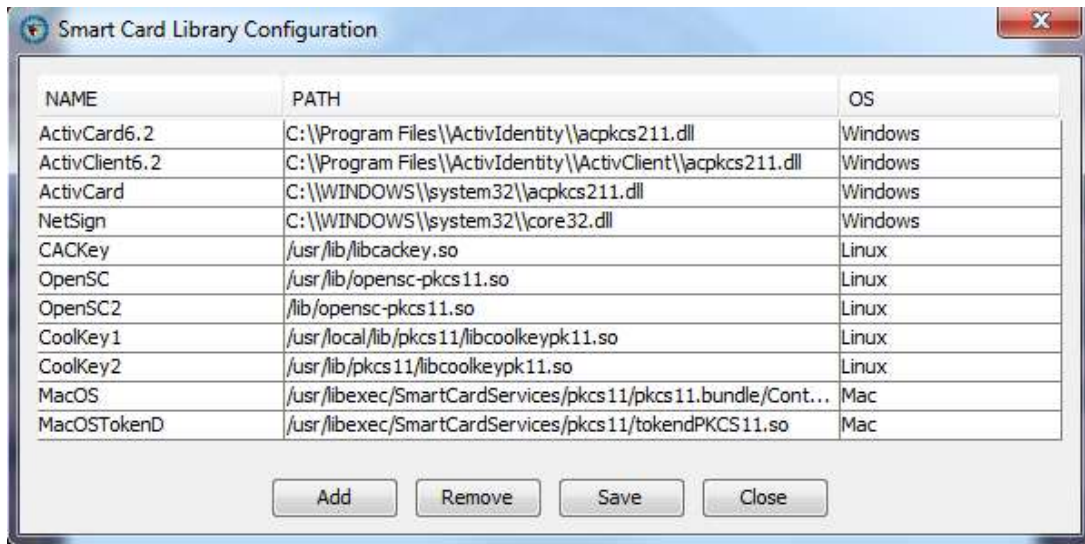 Smart Card Library Configuration
NAME PATH OS
ActivCard6.2 C:\\Program Files\\ActivIdentity\\acpkcs211.dll Windows
ActivClient6.2 C:\\Program Files\\ActivIdentity\\ActivClient\\acpkcs211.dll Windows
ActivCard C:\\WINDOWS\\system32\\acpkcs211.dll Windows
NetSign C:\\WINDOWS\\system32\\core32.dll Windows
CACKey /usr/lib/libcackey.so Linux
OpenSC /usr/lib/opensc-pkcs11.so Linux
OpenSC2 /lib/opensc-pkcs11.so Linux
CoolKey1 /usr/local/lib/pkcs11/libcoolkeypk11.so Linux
CoolKey2 /usr/lib/pkcs11/libcoolkeypk11.so Linux
MacOS /usr/libexec/SmartCardServices/pkcs11/pkcs11.bundle/Cont... Mac
MacOSTokenD /usr/libexec/SmartCardServices/pkcs11/tokendPKCS11.so Mac
Add Remove Save Close